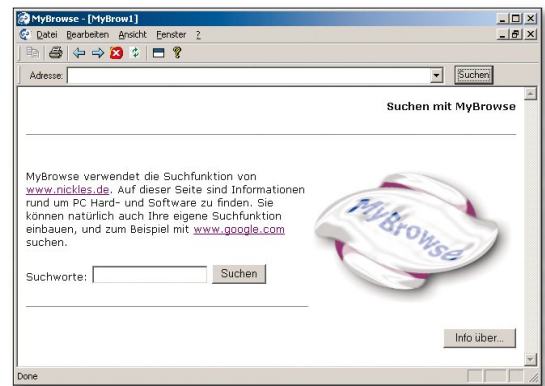 MyBrowse - [MyBrow1]
Datei Bearbeiten Ansicht Fenster ?
Adresse: Suchen
Suchen mit MyBrowse
MyBrowse verwendet die Suchfunktion von
www.nickles.de. Auf dieser Seite sind Informationen
rund um PC Hard- und Software zu finden. Sie
können natürlich auch Ihre eigene Suchfunktion
einbauen, und zum Beispiel mit www.google.com
suchen.
MyBrowse
Suchworte: Suchen
Info über...
Done